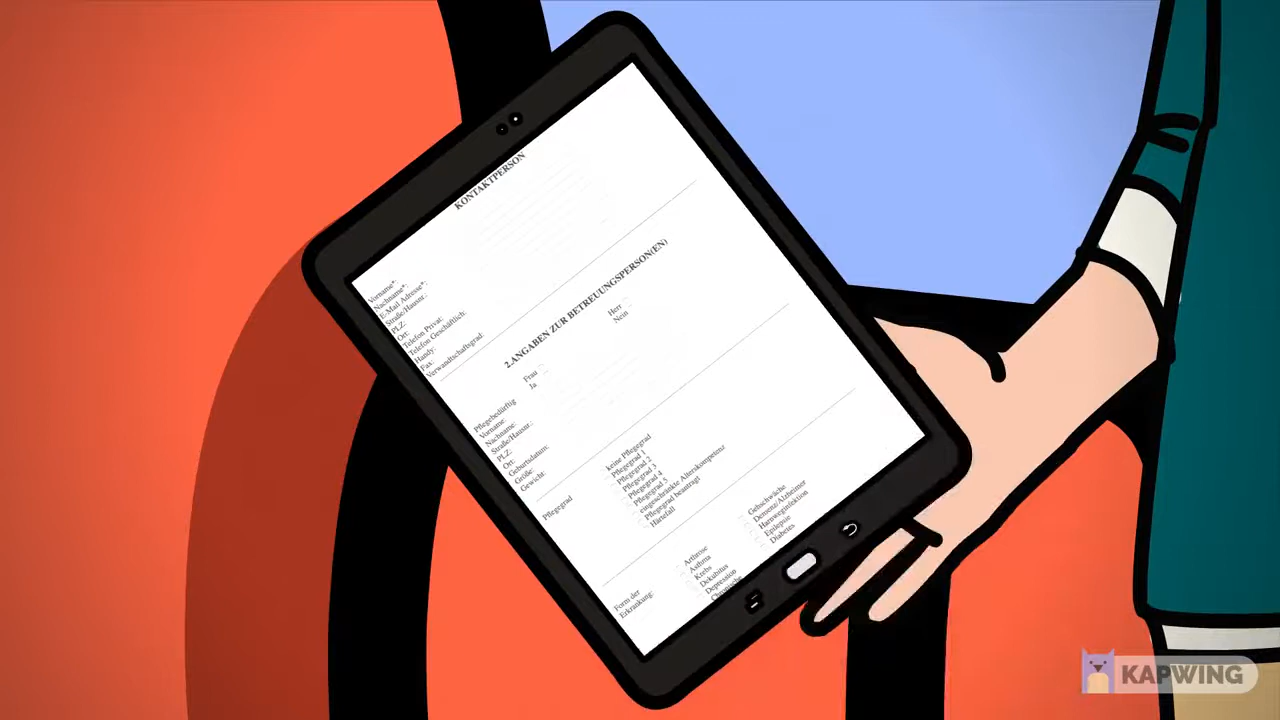 KONTAKTPERSON
Vorname*:
Nachname*:
E-Mail Adresse*:
Straße/Hausnr.:
PLZ:
Ort:
Telefon Privat:
Telefon Geschäftlich:
Handy:
Fax:
Verwandtschaftsgrad:
2.ANGABEN ZUR BETREUUNGSPERSON(EN)
Frau Herr
Ja Nein
Pflegebedürftig
Vorname:
Nachname:
Straße/Hausnr.:
PLZ:
Ort:
Geburtsdatum:
Größe:
Gewicht:
Pflegegrad
keine Pflegegrad
Pflegegrad 1
Pflegegrad 2
Pflegegrad 3
Pflegegrad 4
Pflegegrad 5
eingeschränkte Alterskompetenz
Pflegegrad beantragt
Härtefall
Form der
Erkrankung:
Arthrose
Asthma
Krebs
Dekubitus
Depression
Gehschwäche
Demenz/Alzheimer
Harnweginfektion
Epilepsie
Diabetes
KAPWING